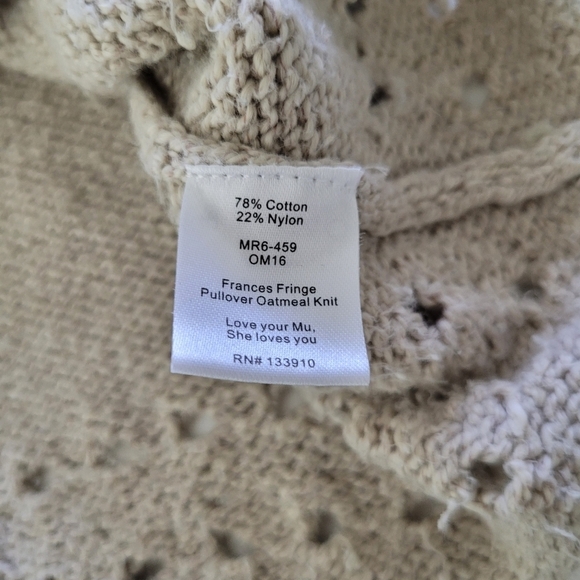 78% Cotton
22% Nylon
MR6-459
OM16
Frances Fringe
Pullover Oatmeal Knit
Love your Mu,
She loves you
RN# 133910